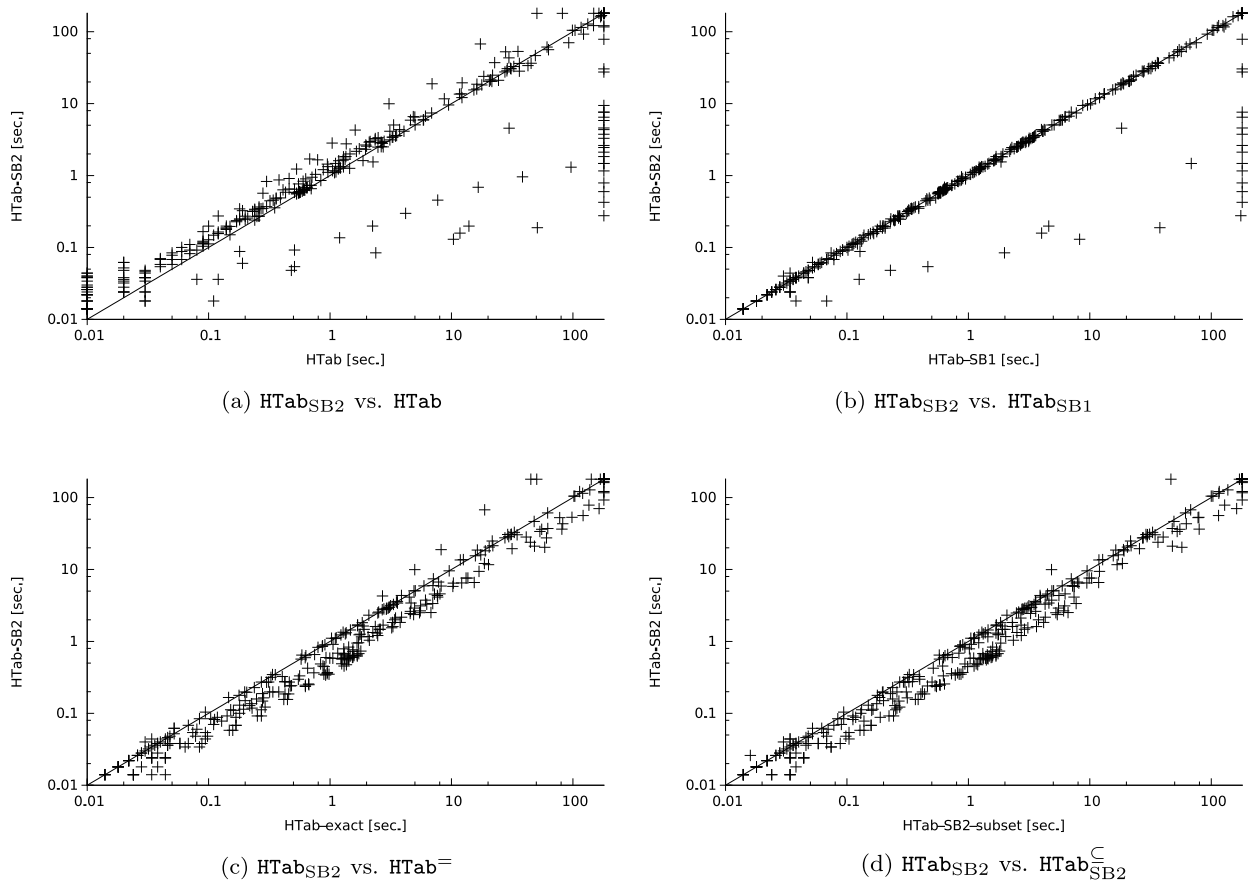 100
10
1
0.1
0.01
HTab-SB2 [sec.]
0.01 0.1 1 10 100
HTab [sec.]
(a) HTab_SB2 vs. HTab
100
10
1
0.1
0.01
HTab-SB2 [sec.]
0.01 0.1 1 10 100
HTab-SB1 [sec.]
(b) HTab_SB2 vs. HTab_SB1
100
10
1
0.1
0.01
HTab-SB2 [sec.]
0.01 0.1 1 10 100
HTab-exact [sec.]
(c) HTab_SB2 vs. HTab^=
100
10
1
0.1
0.01
HTab-SB2 [sec.]
0.01 0.1 1 10 100
HTab-SB2-subset [sec.]
(d) HTab_SB2 vs. HTab_SB2^⊆